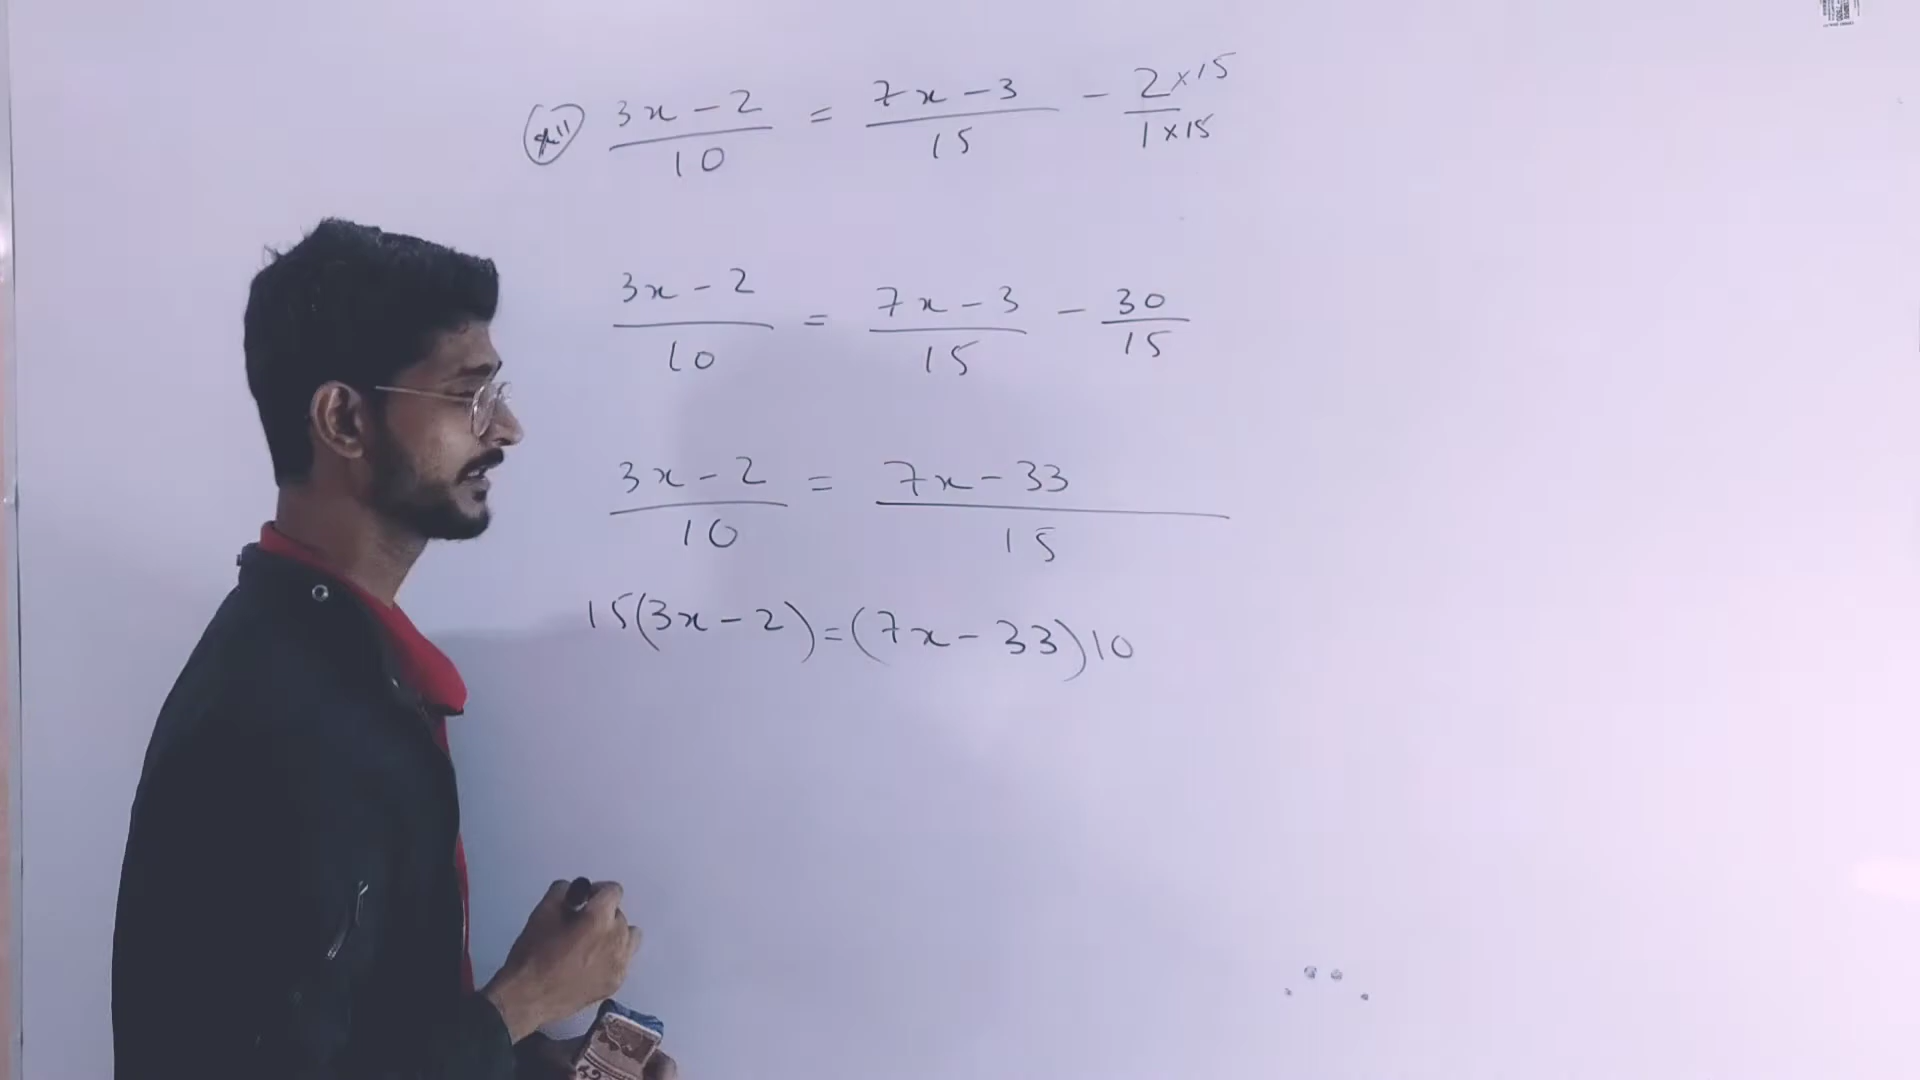 3x-2/10 = 7x-3/15 - 2×15/1×15
3x-2/10 = 7x-3/15 - 30/15
3x-2/10 = 7x-33/15
15(3x-2)=(7x-33)10